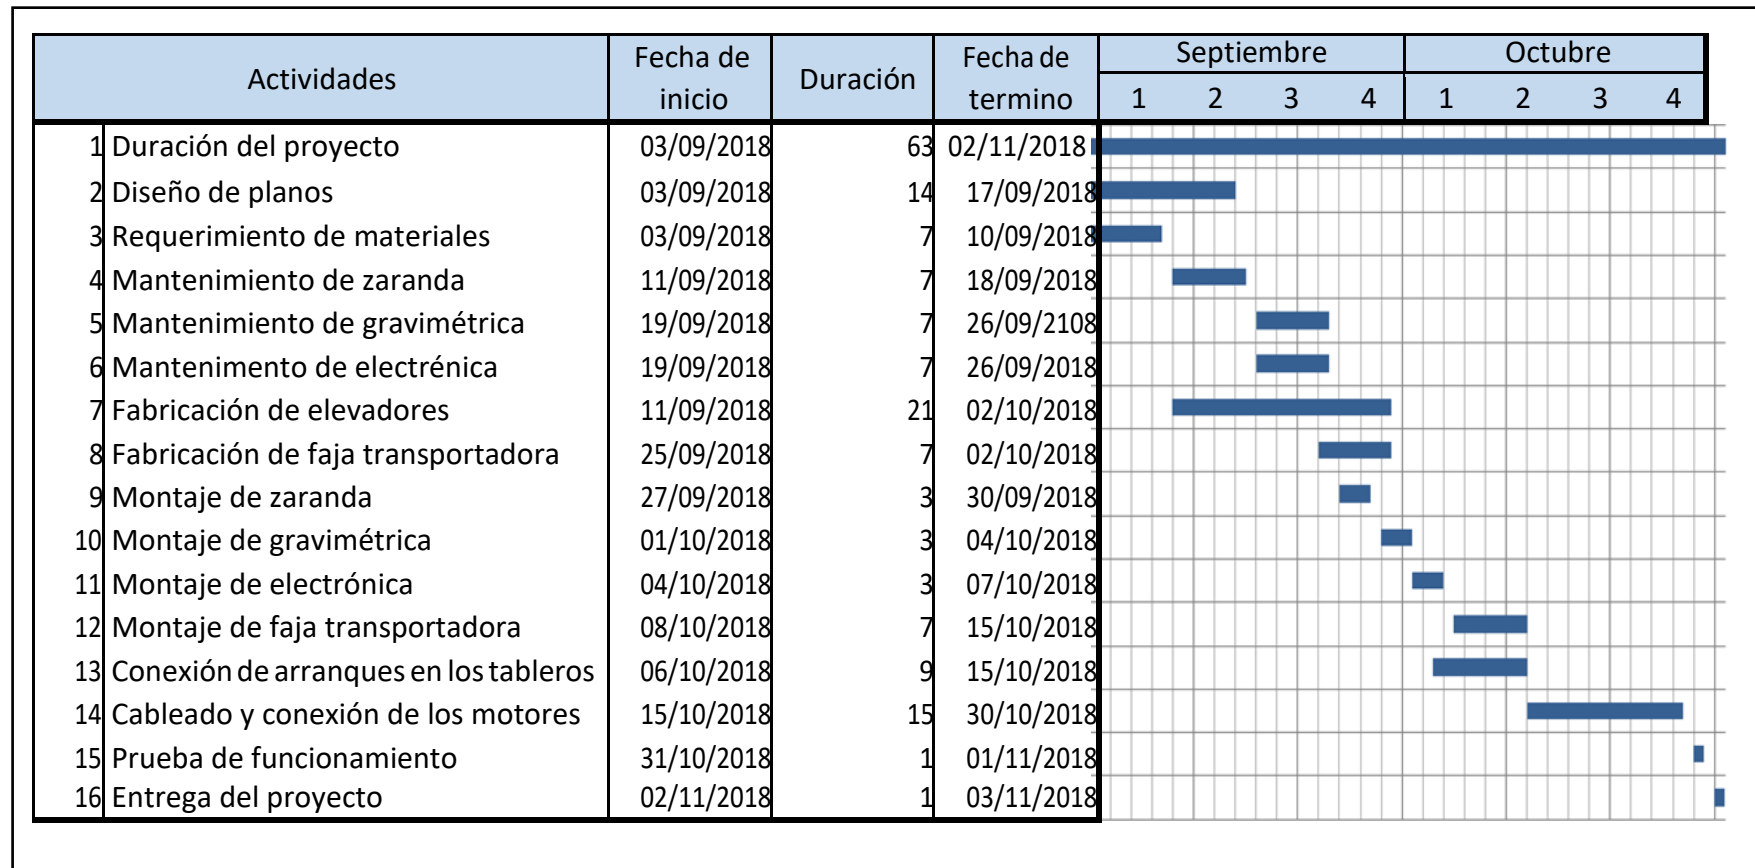 Actividades Fecha de inicio Duración Fecha de termino Septiembre Octubre
1 2 3 4 1 2 3 4
1 Duración del proyecto 03/09/2018 63 02/11/2018
2 Diseño de planos 03/09/2018 14 17/09/2018
3 Requerimiento de materiales 03/09/2018 7 10/09/2018
4 Mantenimiento de zaranda 11/09/2018 7 18/09/2018
5 Mantenimiento de gravimétrica 19/09/2018 7 26/09/2108
6 Mantenimento de electrénica 19/09/2018 7 26/09/2018
7 Fabricación de elevadores 11/09/2018 21 02/10/2018
8 Fabricación de faja transportadora 25/09/2018 7 02/10/2018
9 Montaje de zaranda 27/09/2018 3 30/09/2018
10 Montaje de gravimétrica 01/10/2018 3 04/10/2018
11 Montaje de electrónica 04/10/2018 3 07/10/2018
12 Montaje de faja transportadora 08/10/2018 7 15/10/2018
13 Conexión de arranques en los tableros 06/10/2018 9 15/10/2018
14 Cableado y conexión de los motores 15/10/2018 15 30/10/2018
15 Prueba de funcionamiento 31/10/2018 1 01/11/2018
16 Entrega del proyecto 02/11/2018 1 03/11/2018